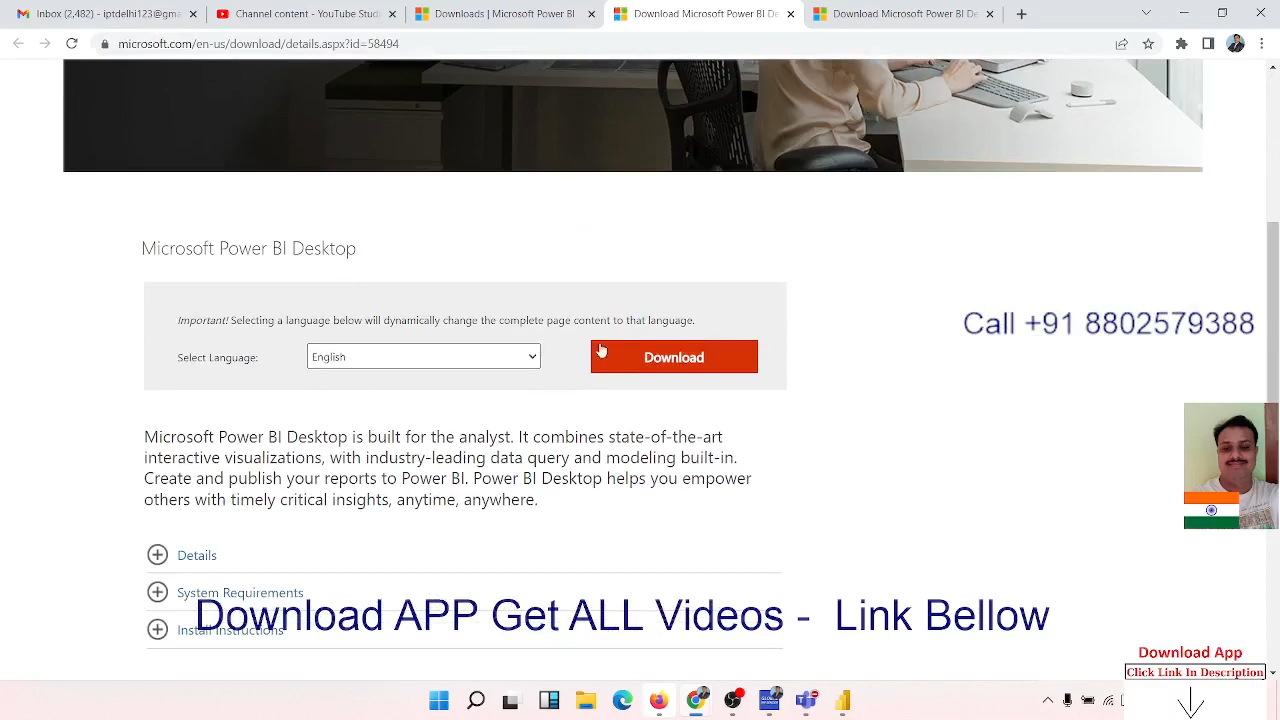 Inbox (2,482) - iptindelhi123@gm
Channel content - YouTube Studi
Downloads | Microsoft Power BI
Download Microsoft Power BI De
Download Microsoft Power BI De
microsoft.com/en-us/download/details.aspx?id=58494
Microsoft Power BI Desktop
Important! Selecting a language below will dynamically change the complete page content to that language.
Call +91 8802579388
Select Language:
English
Download
Microsoft Power BI Desktop is built for the analyst. It combines state-of-the-art
interactive visualizations, with industry-leading data query and modeling built-in.
Create and publish your reports to Power BI. Power BI Desktop helps you empower
others with timely critical insights, anytime, anywhere.
Details
System Requirements
Download APP Get ALL Videos - Link Bellow
Install Instructions
Download App
Click Link In Description